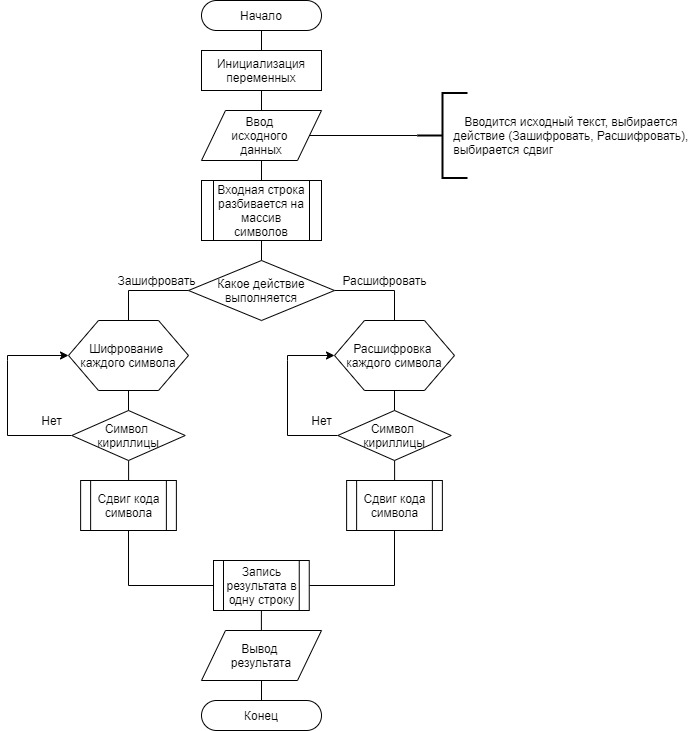 Начало
Инициализация
переменных
Ввод
исходного
данных
Вводится исходный текст, выбирается
действие (Зашифровать, Расшифровать),
выбирается сдвиг
Входная строка
разбивается на
массив
символов
Зашифровать
Какое действие
выполняется
Расшифровать
Шифрование
каждого символа
Расшифровка
каждого символа
Нет
Символ
кириллицы
Нет
Символ
кириллицы
Сдвиг кода
символа
Сдвиг кода
символа
Запись
результата в
одну строку
Вывод
результата
Конец